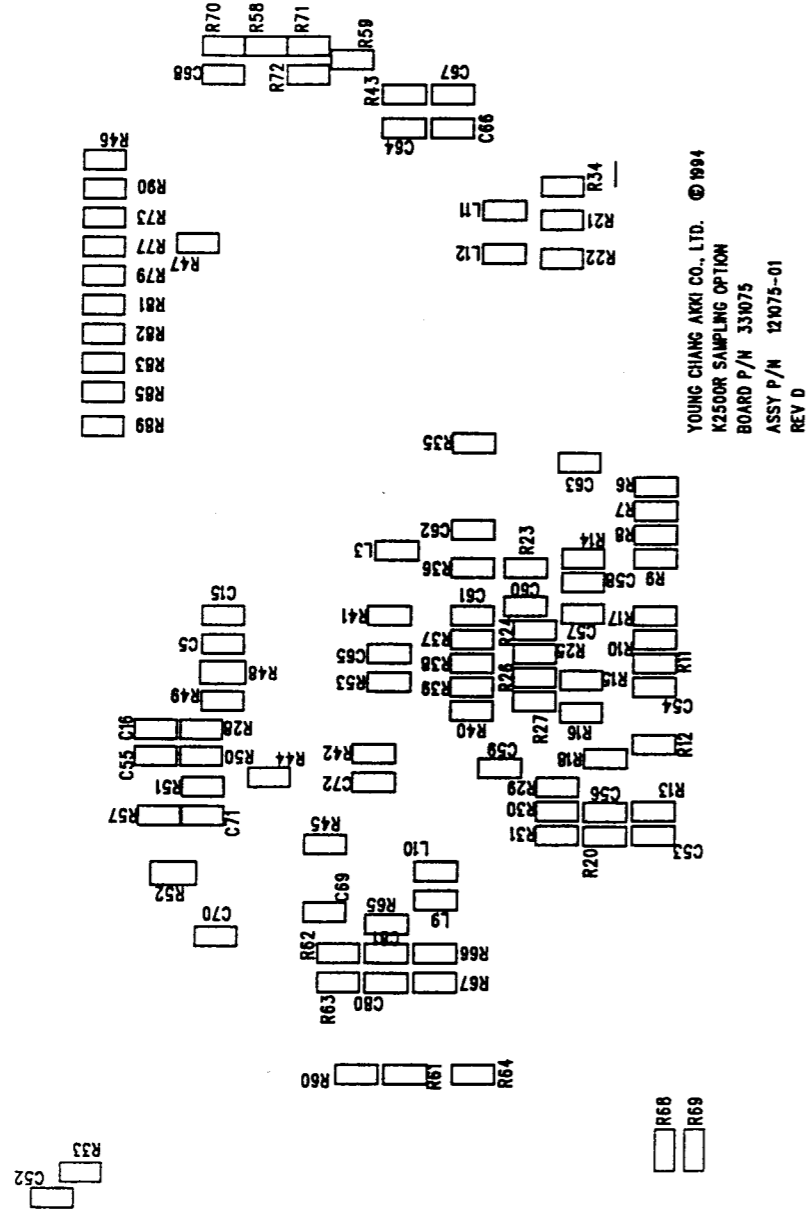 R70
R58
R71
R59
C68
R72
R43
C67
C64
C66
R46
R90
R73
R77
R79
R81
R82
R83
R85
R89
R47
L11
L12
R34
R21
R22
YOUNG CHANG AKKI CO., LTD. © 1994
K2500R SAMPLING OPTION
BOARD P/N 331075
ASSY P/N 121075-01
REV D
R35
C63
R6
R7
R8
R9
C62
L3
R36
R23
R14
C58
C15
C5
R48
R49
R41
C65
R53
C61
R37
R38
R39
R40
C60
R24
R25
R26
R27
C57
R15
R16
R17
R10
R11
C54
C16
R28
C55
R50
R51
R57
C71
R44
R42
C72
C59
R18
R12
R29
R30
R31
C56
R20
R13
C53
R45
L10
R52
C69
R65
L9
C70
R62
C81
R66
R63
C80
R67
R60
R61
R64
R68
R69
R33
C52